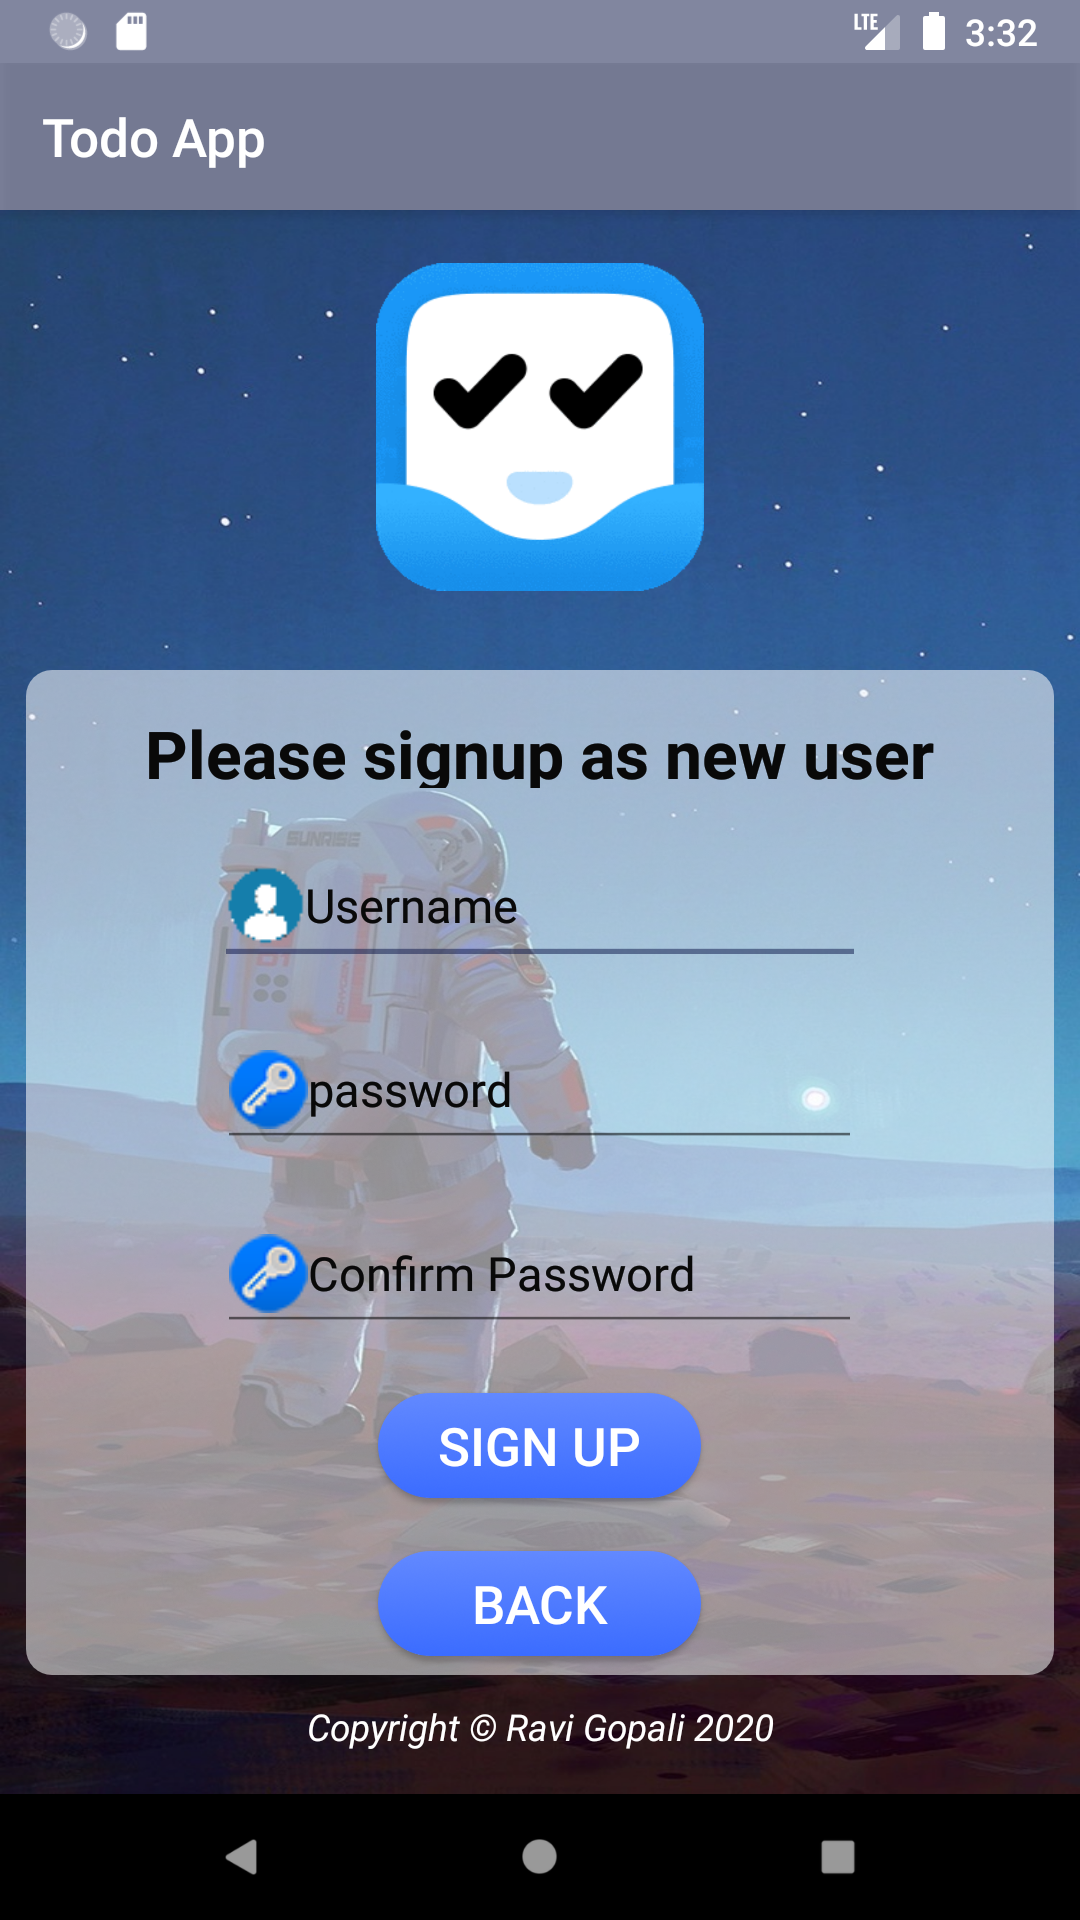 LTE 3:32
Todo App
Please signup as new user
SUNRISE
Username
password
Confirm Password
SIGN UP
BACK
Copyright © Ravi Gopali 2020